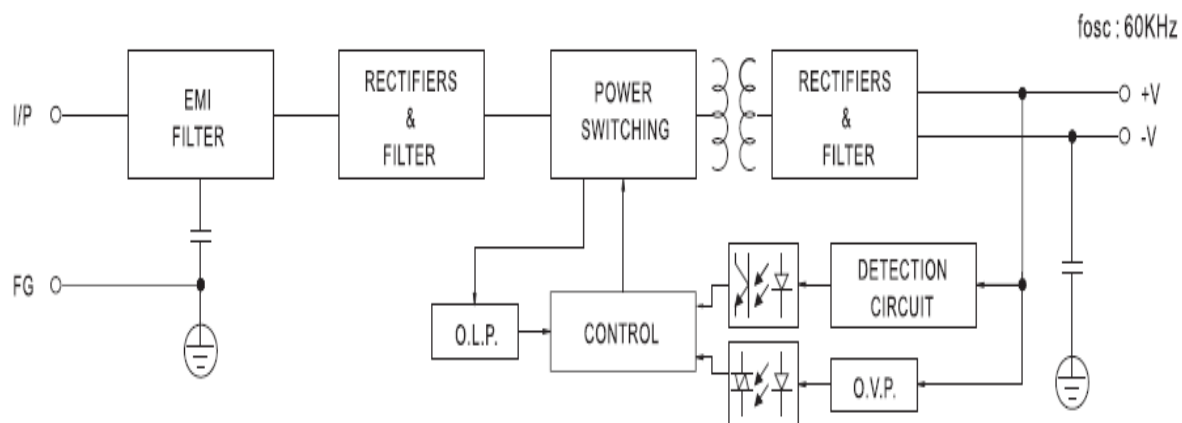 fosc : 60KHz
I/P
EMI
FILTER
RECTIFIERS
&
FILTER
POWER
SWITCHING
RECTIFIERS
&
FILTER
+V
-V
FG
O.L.P.
CONTROL
DETECTION
CIRCUIT
O.V.P.